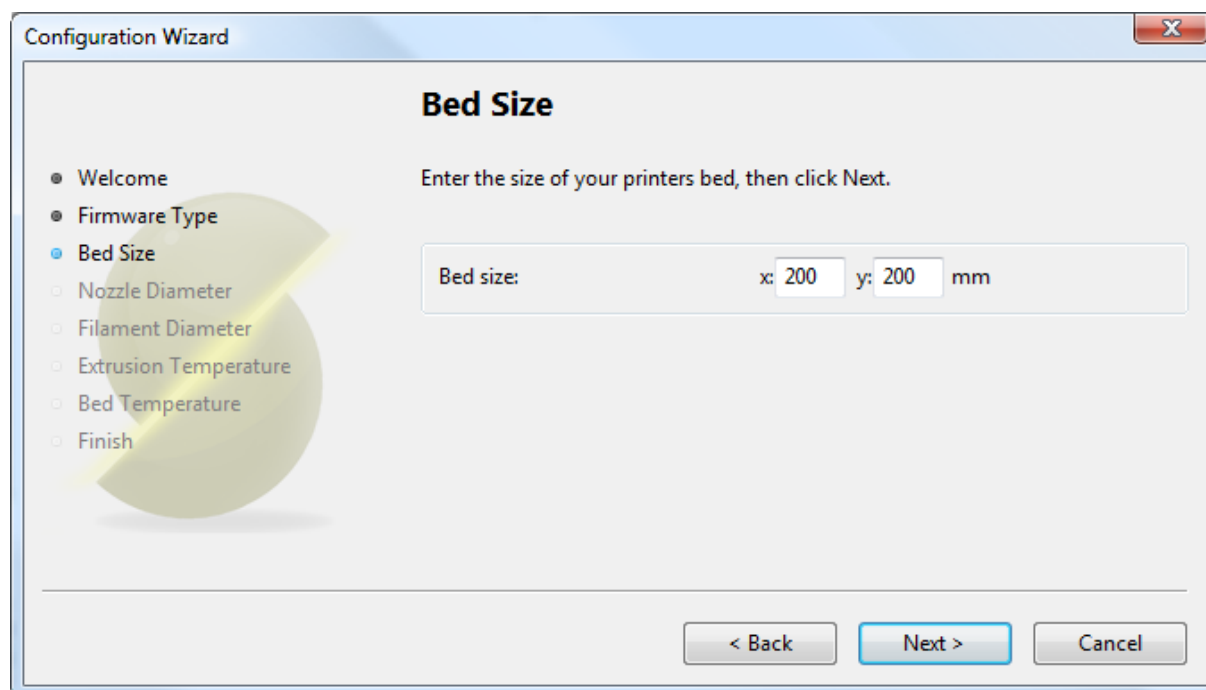 Configuration Wizard
Bed Size
Welcome
Firmware Type
Bed Size
Nozzle Diameter
Filament Diameter
Extrusion Temperature
Bed Temperature
Finish
Enter the size of your printers bed, then click Next.
Bed size: x: 200 y: 200 mm
< Back Next > Cancel